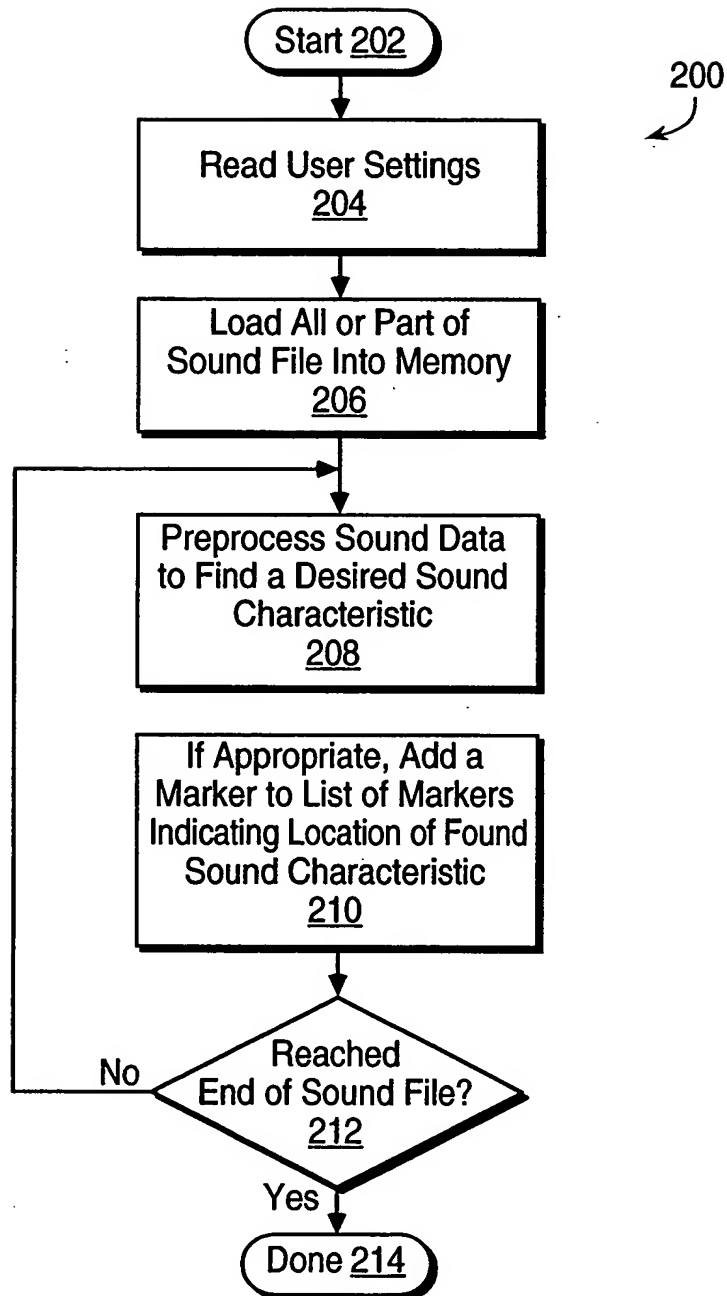 Start 202
200
Read User Settings
204
Load All or Part of
Sound File Into Memory
206
Preprocess Sound Data
to Find a Desired Sound
Characteristic
208
If Appropriate, Add a
Marker to List of Markers
Indicating Location of Found
Sound Characteristic
210
Reached
End of Sound File?
212
No
Yes
Done 214